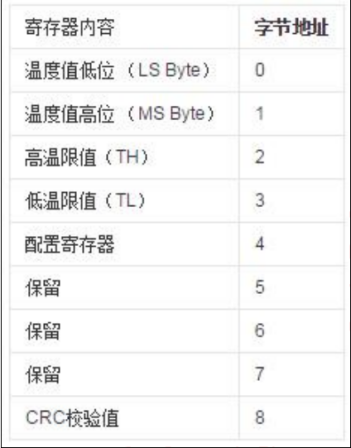 寄存器内容 字节地址
温度值低位 （LS Byte） 0
温度值高位 （MS Byte） 1
高温限值（TH） 2
低温限值（TL） 3
配置寄存器 4
保留 5
保留 6
保留 7
CRC校验值 8